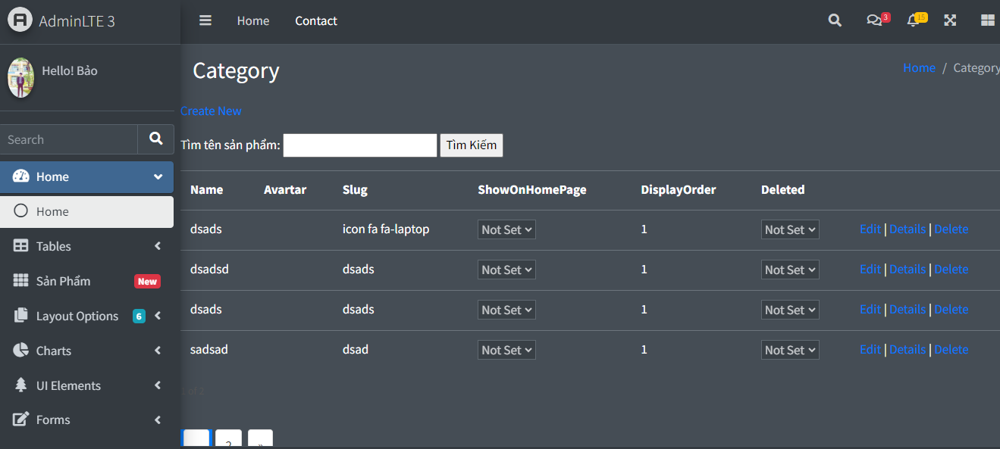 AdminLTE 3
Home Contact
3
15
Hello! Bảo
Category
Home / Category
Create New
Search
Tìm tên sản phẩm: Tìm Kiếm
Home
Home
Tables
Sản Phẩm New
Layout Options 6
Charts
UI Elements
Forms
Name Avartar Slug ShowOnHomePage DisplayOrder Deleted
dsads icon fa fa-laptop Not Set 1 Not Set Edit | Details | Delete
dsadsd dsads Not Set 1 Not Set Edit | Details | Delete
dsads dsads Not Set 1 Not Set Edit | Details | Delete
sadsad dsad Not Set 1 Not Set Edit | Details | Delete
1 of 2
2 »